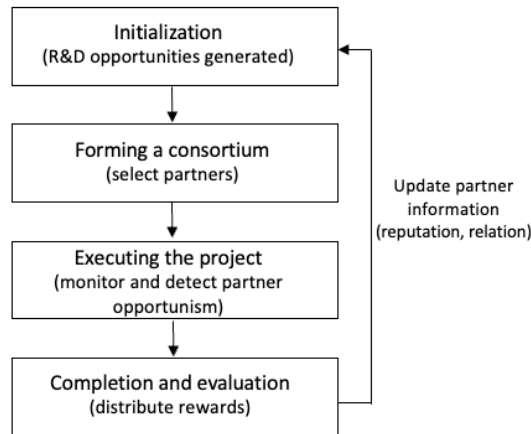 Initialization
(R&D opportunities generated)
Forming a consortium
(select partners)
Executing the project
(monitor and detect partner
opportunism)
Completion and evaluation
(distribute rewards)
Update partner
information
(reputation, relation)